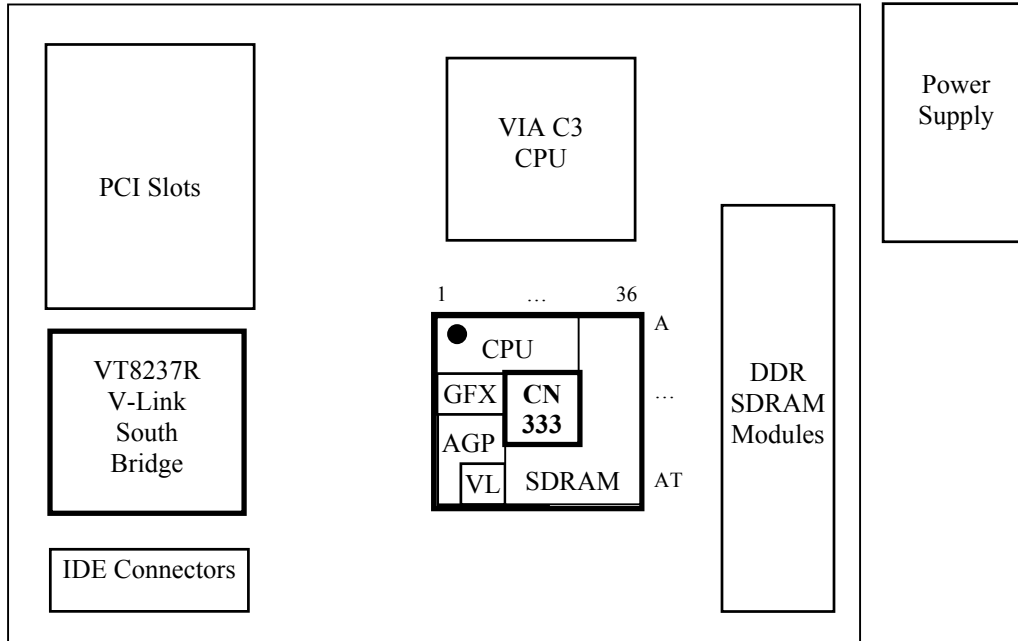 Power
Supply
VIA C3
CPU
PCI Slots
1 … 36
A
CPU
VT8237R
V-Link
South
Bridge
GFX
CN
333
…
AGP
VL
SDRAM
AT
DDR
SDRAM
Modules
IDE Connectors